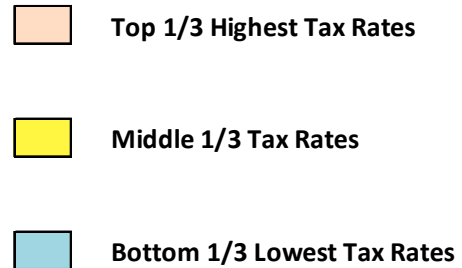 Top 1/3 Highest Tax Rates
Middle 1/3 Tax Rates
Bottom 1/3 Lowest Tax Rates